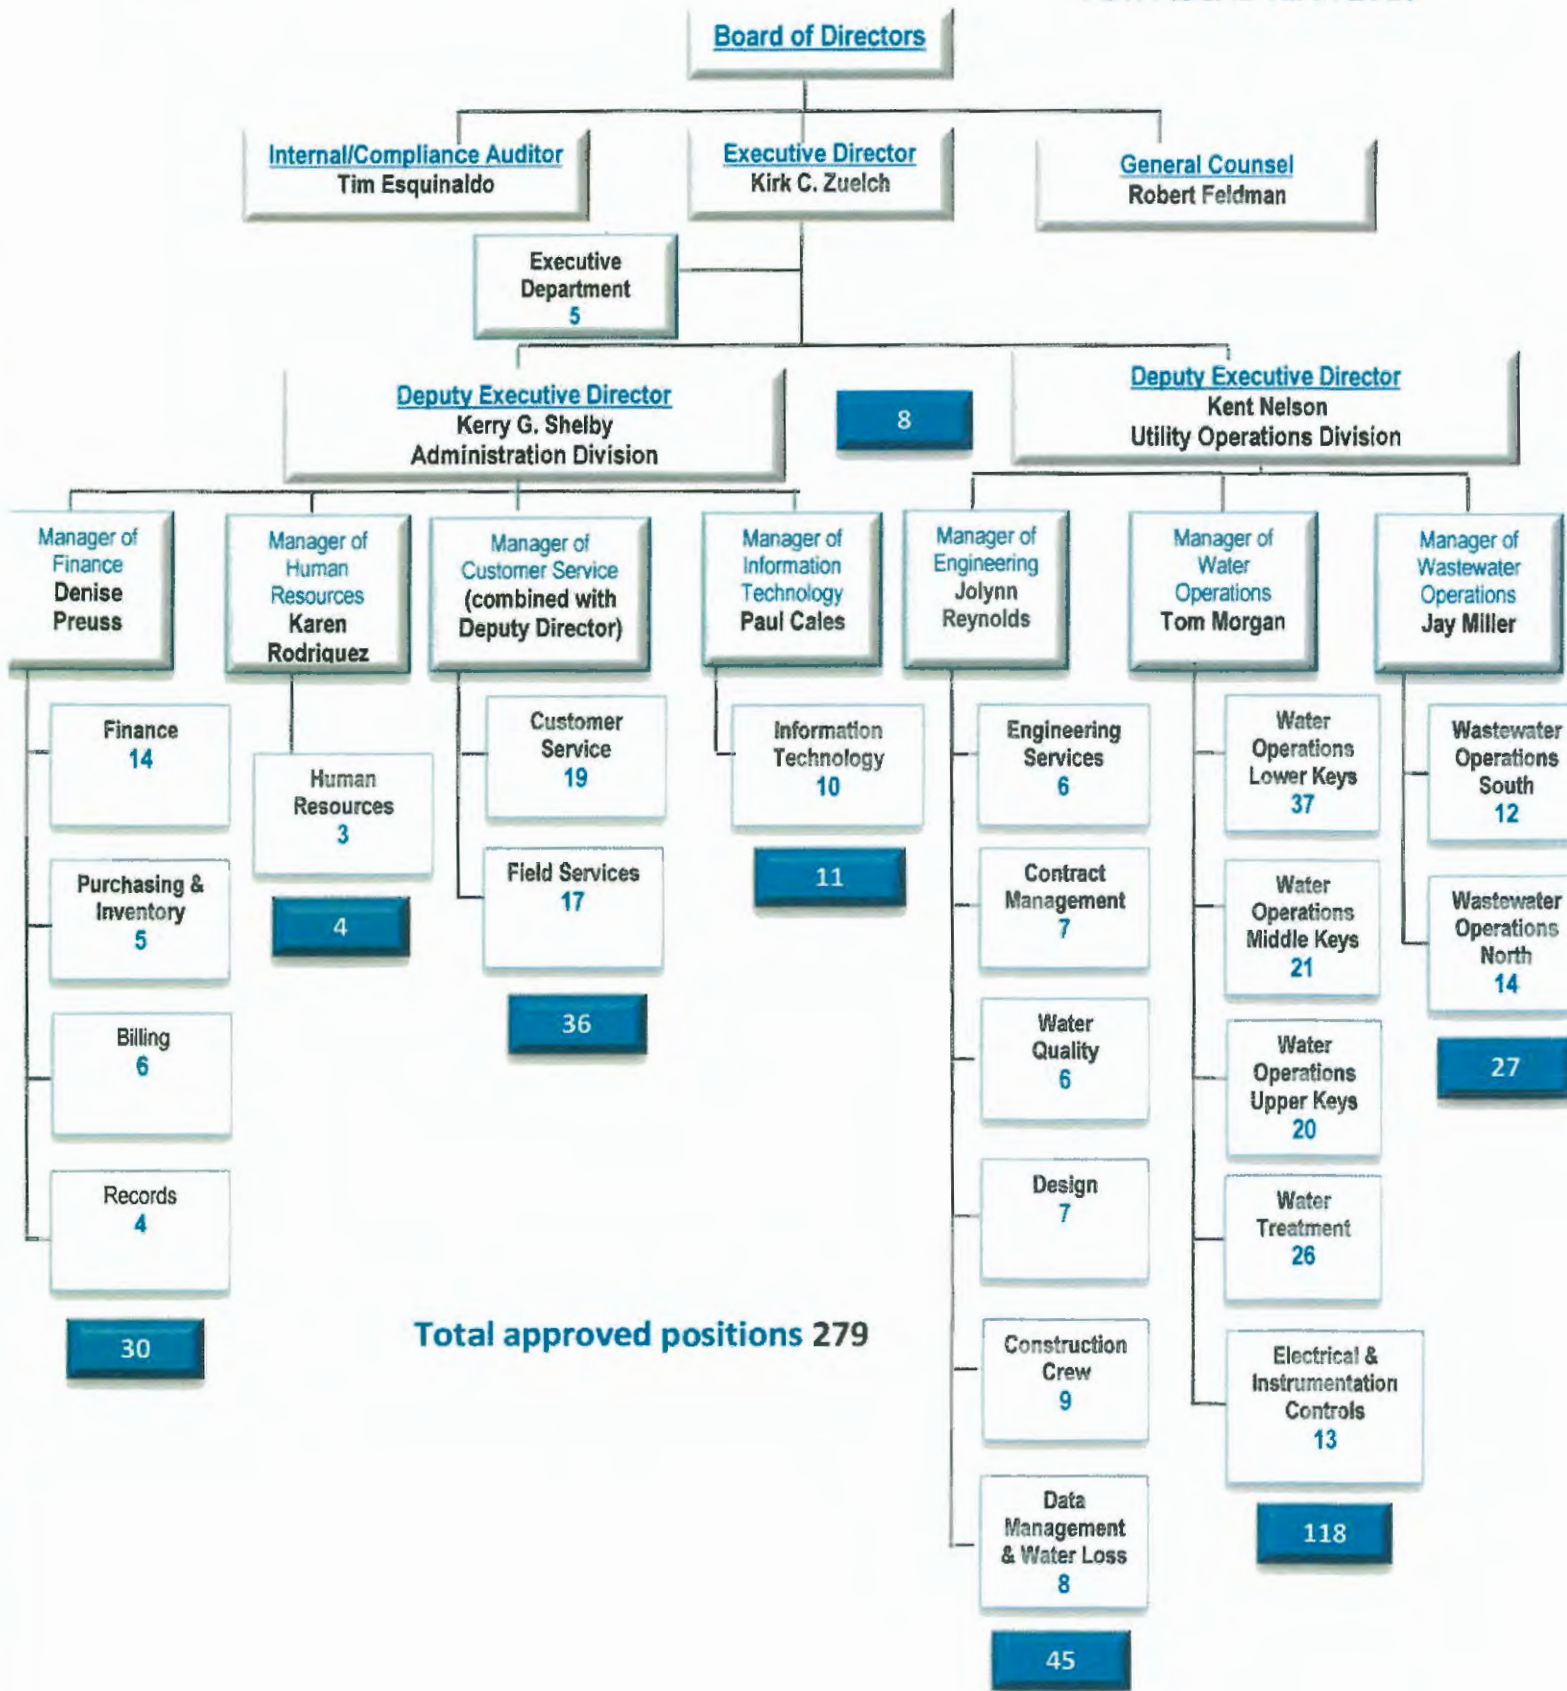 Board of Directors
Internal/Compliance Auditor
Tim Esquinaldo
Executive Director
Kirk C. Zuelch
General Counsel
Robert Feldman
Executive
Department
5
Deputy Executive Director
Kerry G. Shelby
Administration Division
8
Deputy Executive Director
Kent Nelson
Utility Operations Division
Manager of
Finance
Denise
Preuss
Manager of
Human
Resources
Karen
Rodriquez
Manager of
Customer Service
(combined with
Deputy Director)
Manager of
Information
Technology
Paul Cales
Manager of
Engineering
Jolynn
Reynolds
Manager of
Water
Operations
Tom Morgan
Manager of
Wastewater
Operations
Jay Miller
Finance
14
Purchasing &
Inventory
5
Billing
6
Records
4
30
Human
Resources
3
4
Customer
Service
19
Field Services
17
36
Information
Technology
10
11
Engineering
Services
6
Contract
Management
7
Water
Quality
6
Design
7
Construction
Crew
9
Data
Management
& Water Loss
8
45
Water
Operations
Lower Keys
37
Water
Operations
Middle Keys
21
Water
Operations
Upper Keys
20
Water
Treatment
26
Electrical &
Instrumentation
Controls
13
118
Wastewater
Operations
South
12
Wastewater
Operations
North
14
27
Total approved positions 279